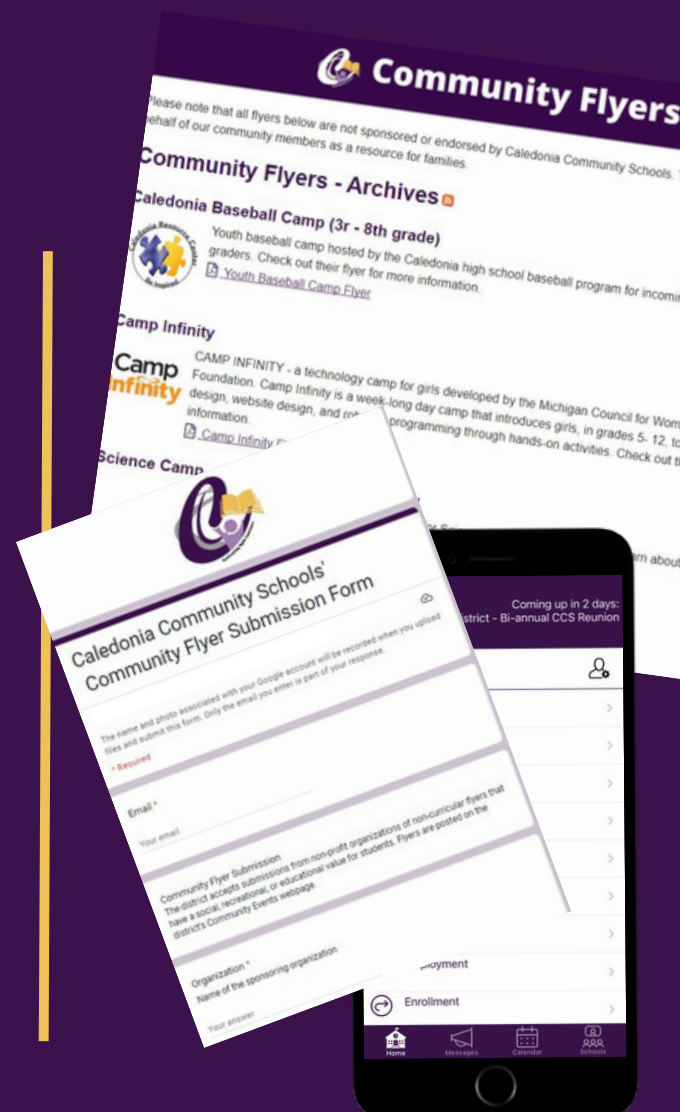 Community Flyers
Please note that all flyers below are not sponsored or endorsed by Caledonia Community Schools.
behalf of our community members as a resource for families.
Community Flyers - Archives
Caledonia Baseball Camp (3r - 8th grade)
Caledonia Resource Center
Be Inspired
Youth baseball camp hosted by the Caledonia high school baseball program for incomin
graders. Check out their flyer for more information.
Youth Baseball Camp Flyer
Camp Infinity
Camp
Infinity
CAMP INFINITY - a technology camp for girls developed by the Michigan Council for Wom
Foundation. Camp Infinity is a week-long day camp that introduces girls, in grades 5- 12, to
design, website design, and programming through hands-on activities. Check out t
information.
Camp Infinity
Science Camp
rn about
Caledonia Community Schools'
Community Flyer Submission Form
The name and photo associated with your Google account will be recorded when you upload
files and submit this form. Only the email you enter is part of your response.
* Required
Email *
Your email
Community Flyer Submission
The district accepts submissions from non-profit organizations of non-curricular flyers that
have a social, recreational, or educational value for students. Flyers are posted on the
district's Community Events webpage.
Organization *
Name of the sponsoring organization
Your answer
Coming up in 2 days:
strict - Bi-annual CCS Reunion
oyment
Enrollment
Home
Messages
Calendar
Schools